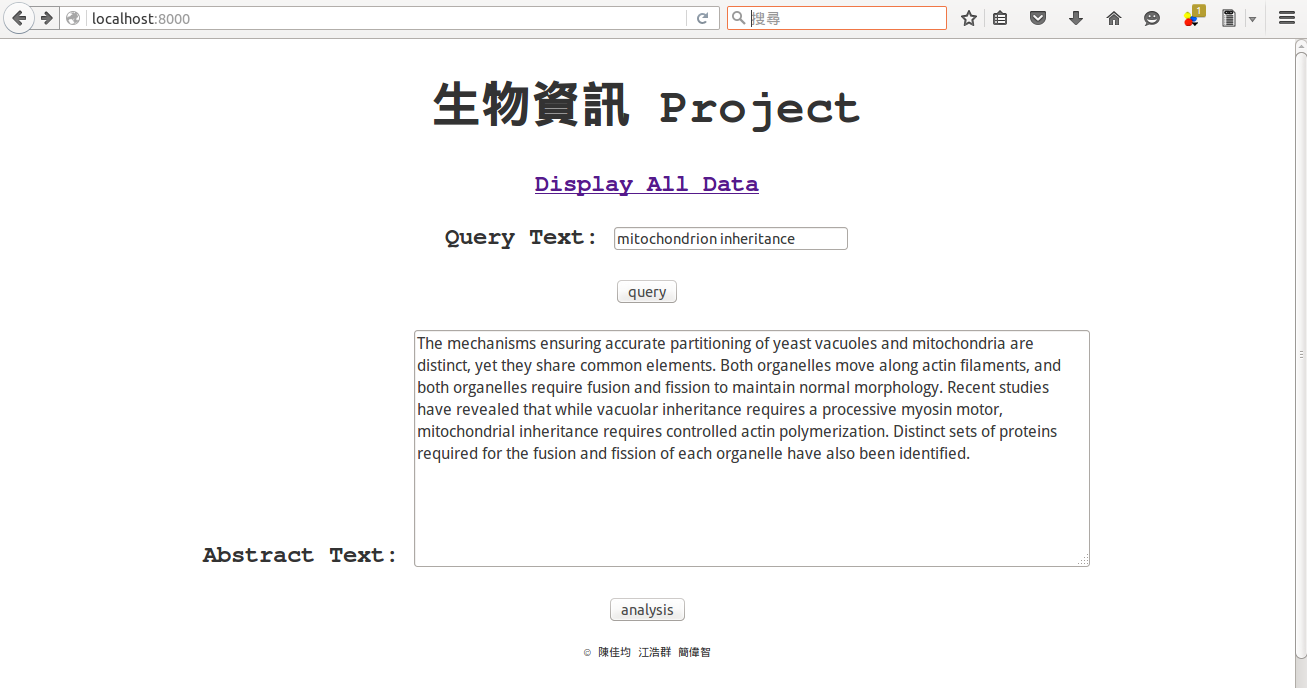 localhost:8000
搜尋
1
生物資訊 Project
Display All Data
Query Text: mitochondrion inheritance
query
The mechanisms ensuring accurate partitioning of yeast vacuoles and mitochondria are
distinct, yet they share common elements. Both organelles move along actin filaments, and
both organelles require fusion and fission to maintain normal morphology. Recent studies
have revealed that while vacuolar inheritance requires a processive myosin motor,
mitochondrial inheritance requires controlled actin polymerization. Distinct sets of proteins
required for the fusion and fission of each organelle have also been identified.
Abstract Text:
analysis
© 陳佳均 江浩群 簡偉智